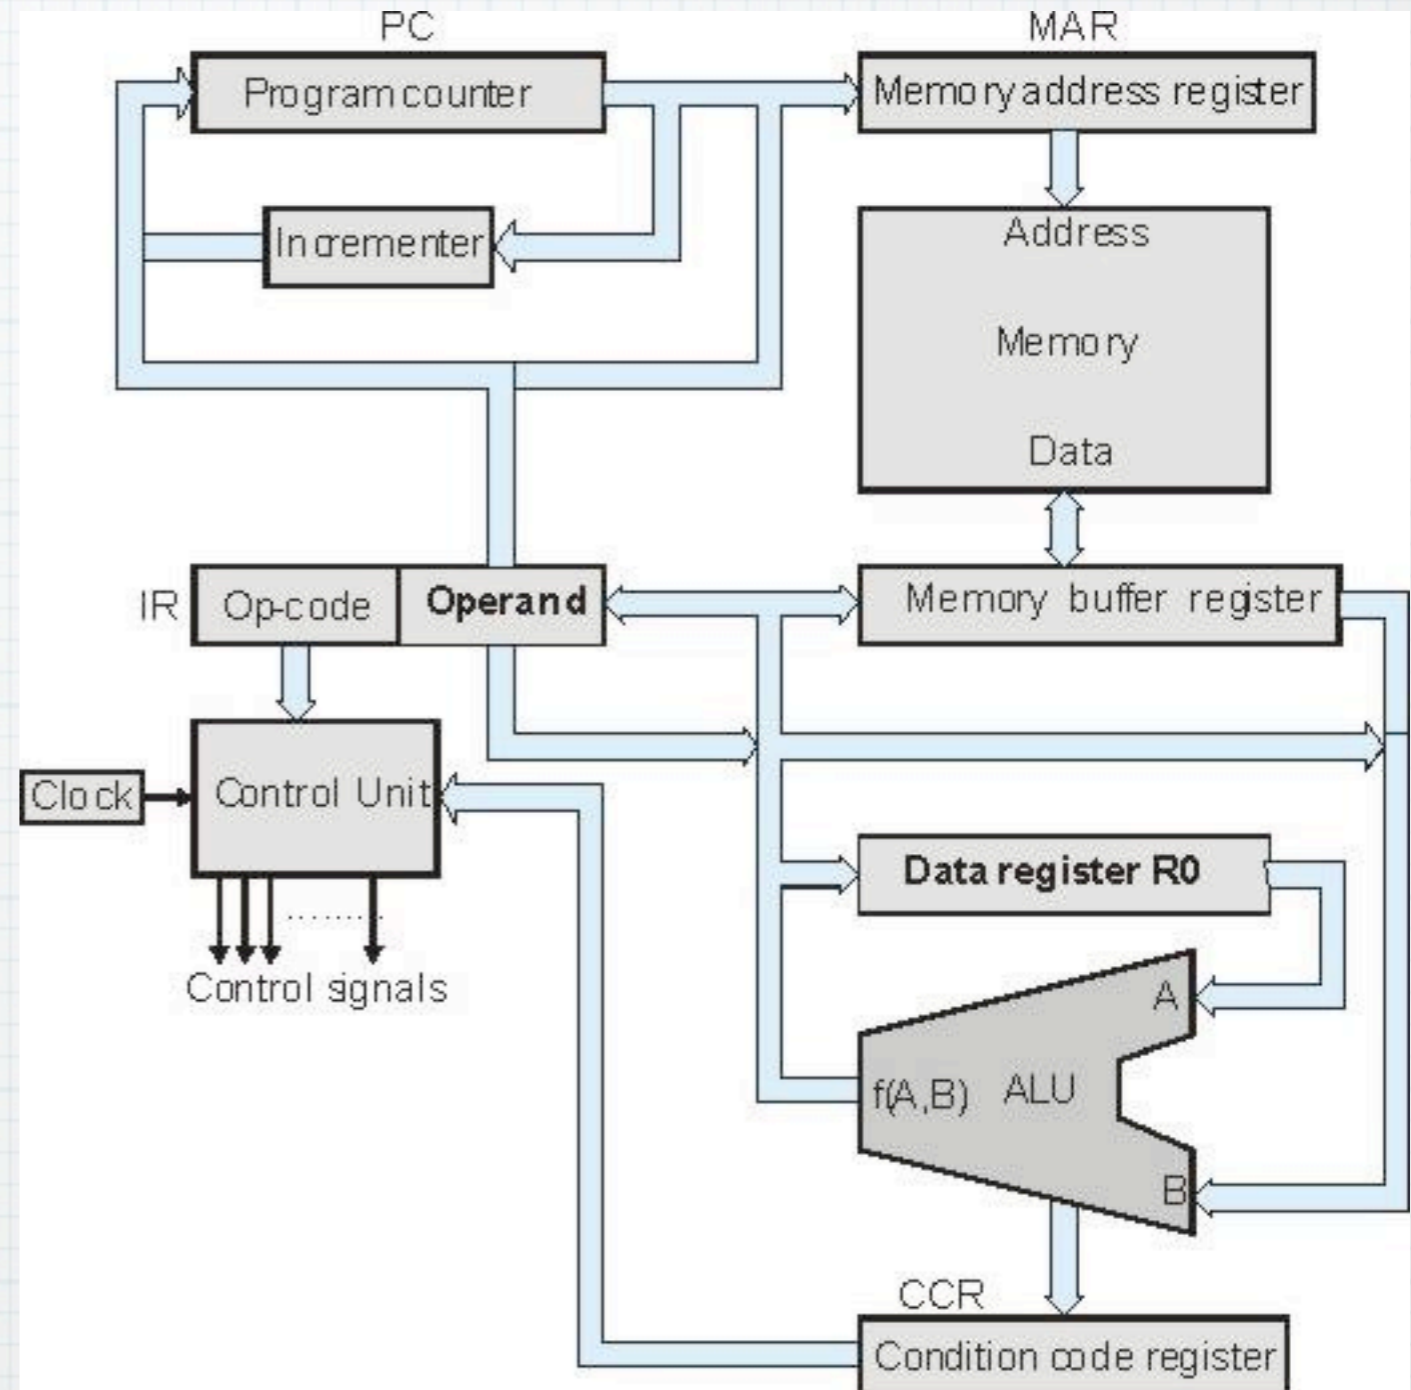 PC
MAR
Program counter
Memory address register
Incrementer
Address
Memory
Data
IR
Op-code
Operand
Memory buffer register
Clock
Control Unit
Data register R0
Control signals
A
f(A,B)
ALU
B
CCR
Condition code register